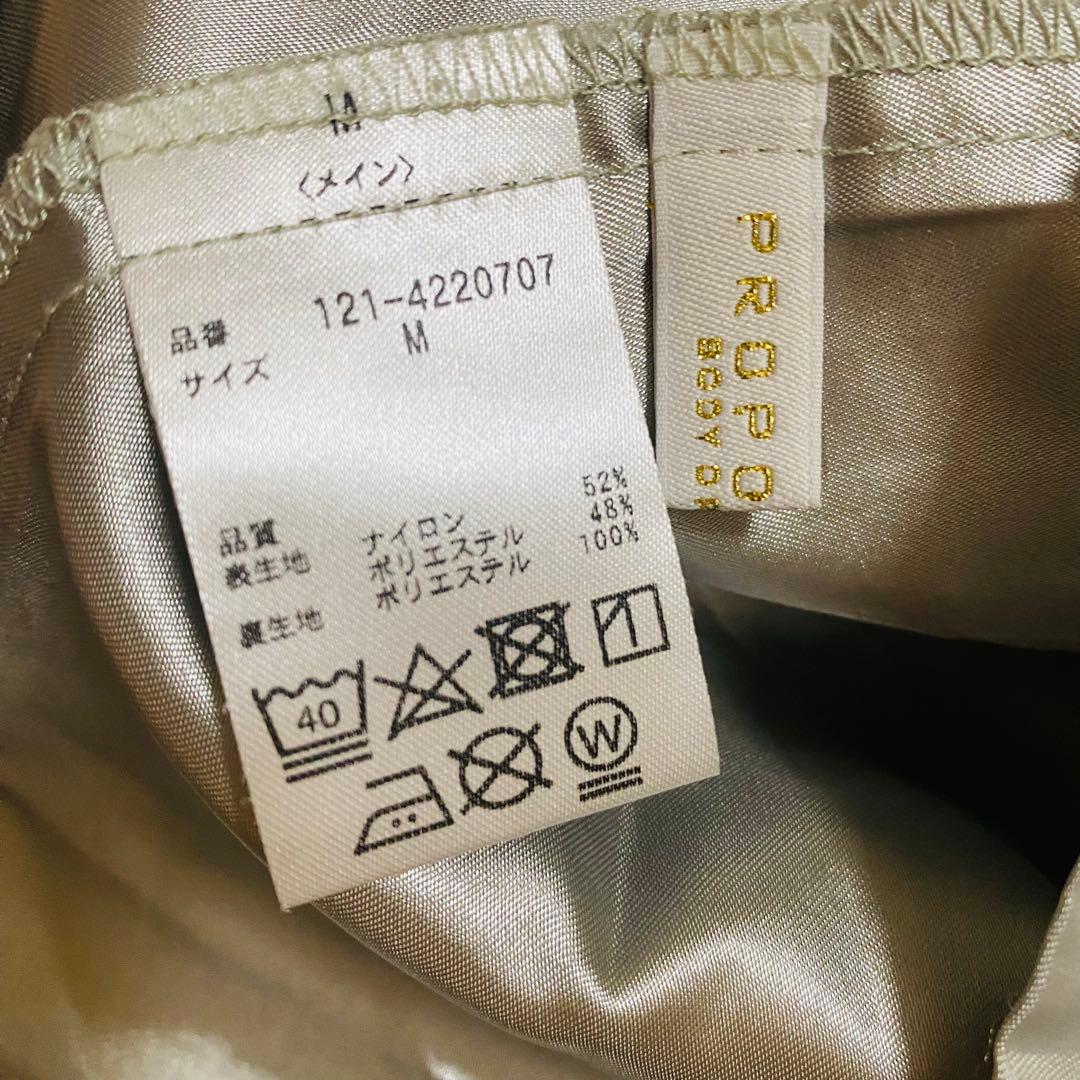 M
〈メイン〉
品番 121-4220707
サイズ M
品質
表生地 ナイロン 52%
ポリエステル 48%
裏生地 ポリエステル 100%
40
W
PROPO
BODY DR